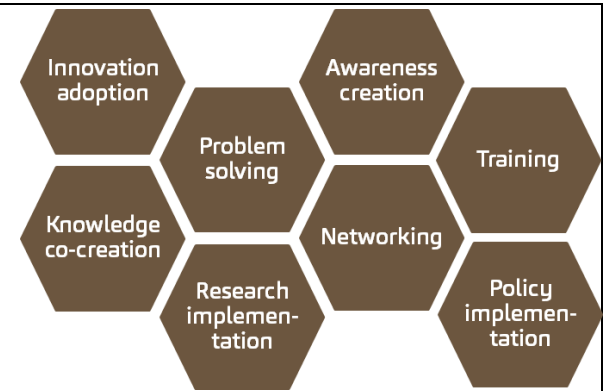 Innovation
adoption
Awareness
creation
Problem
solving
Training
Knowledge
co-creation
Networking
Research
implemen-
tation
Policy
implemen-
tation